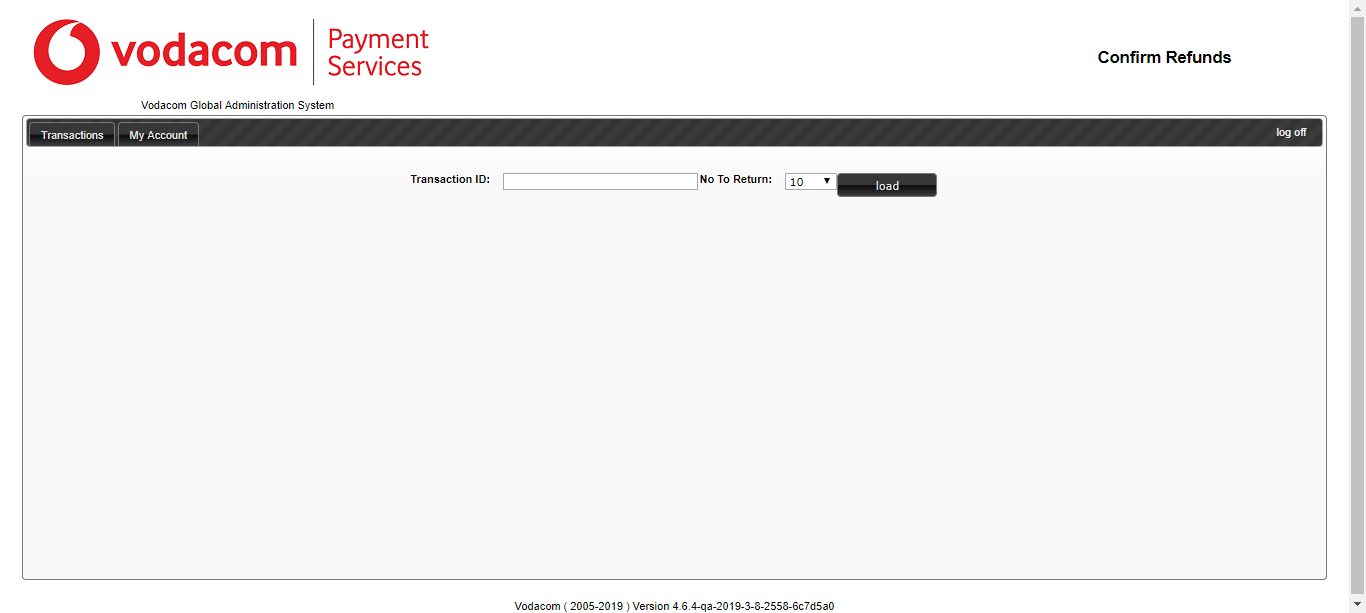 vodacom
Payment
Services
Confirm Refunds
Vodacom Global Administration System
Transactions My Account log off
Transaction ID: No To Return: 10 load
Vodacom ( 2005-2019 ) Version 4.6.4-qa-2019-3-8-2558-6c7d5a0